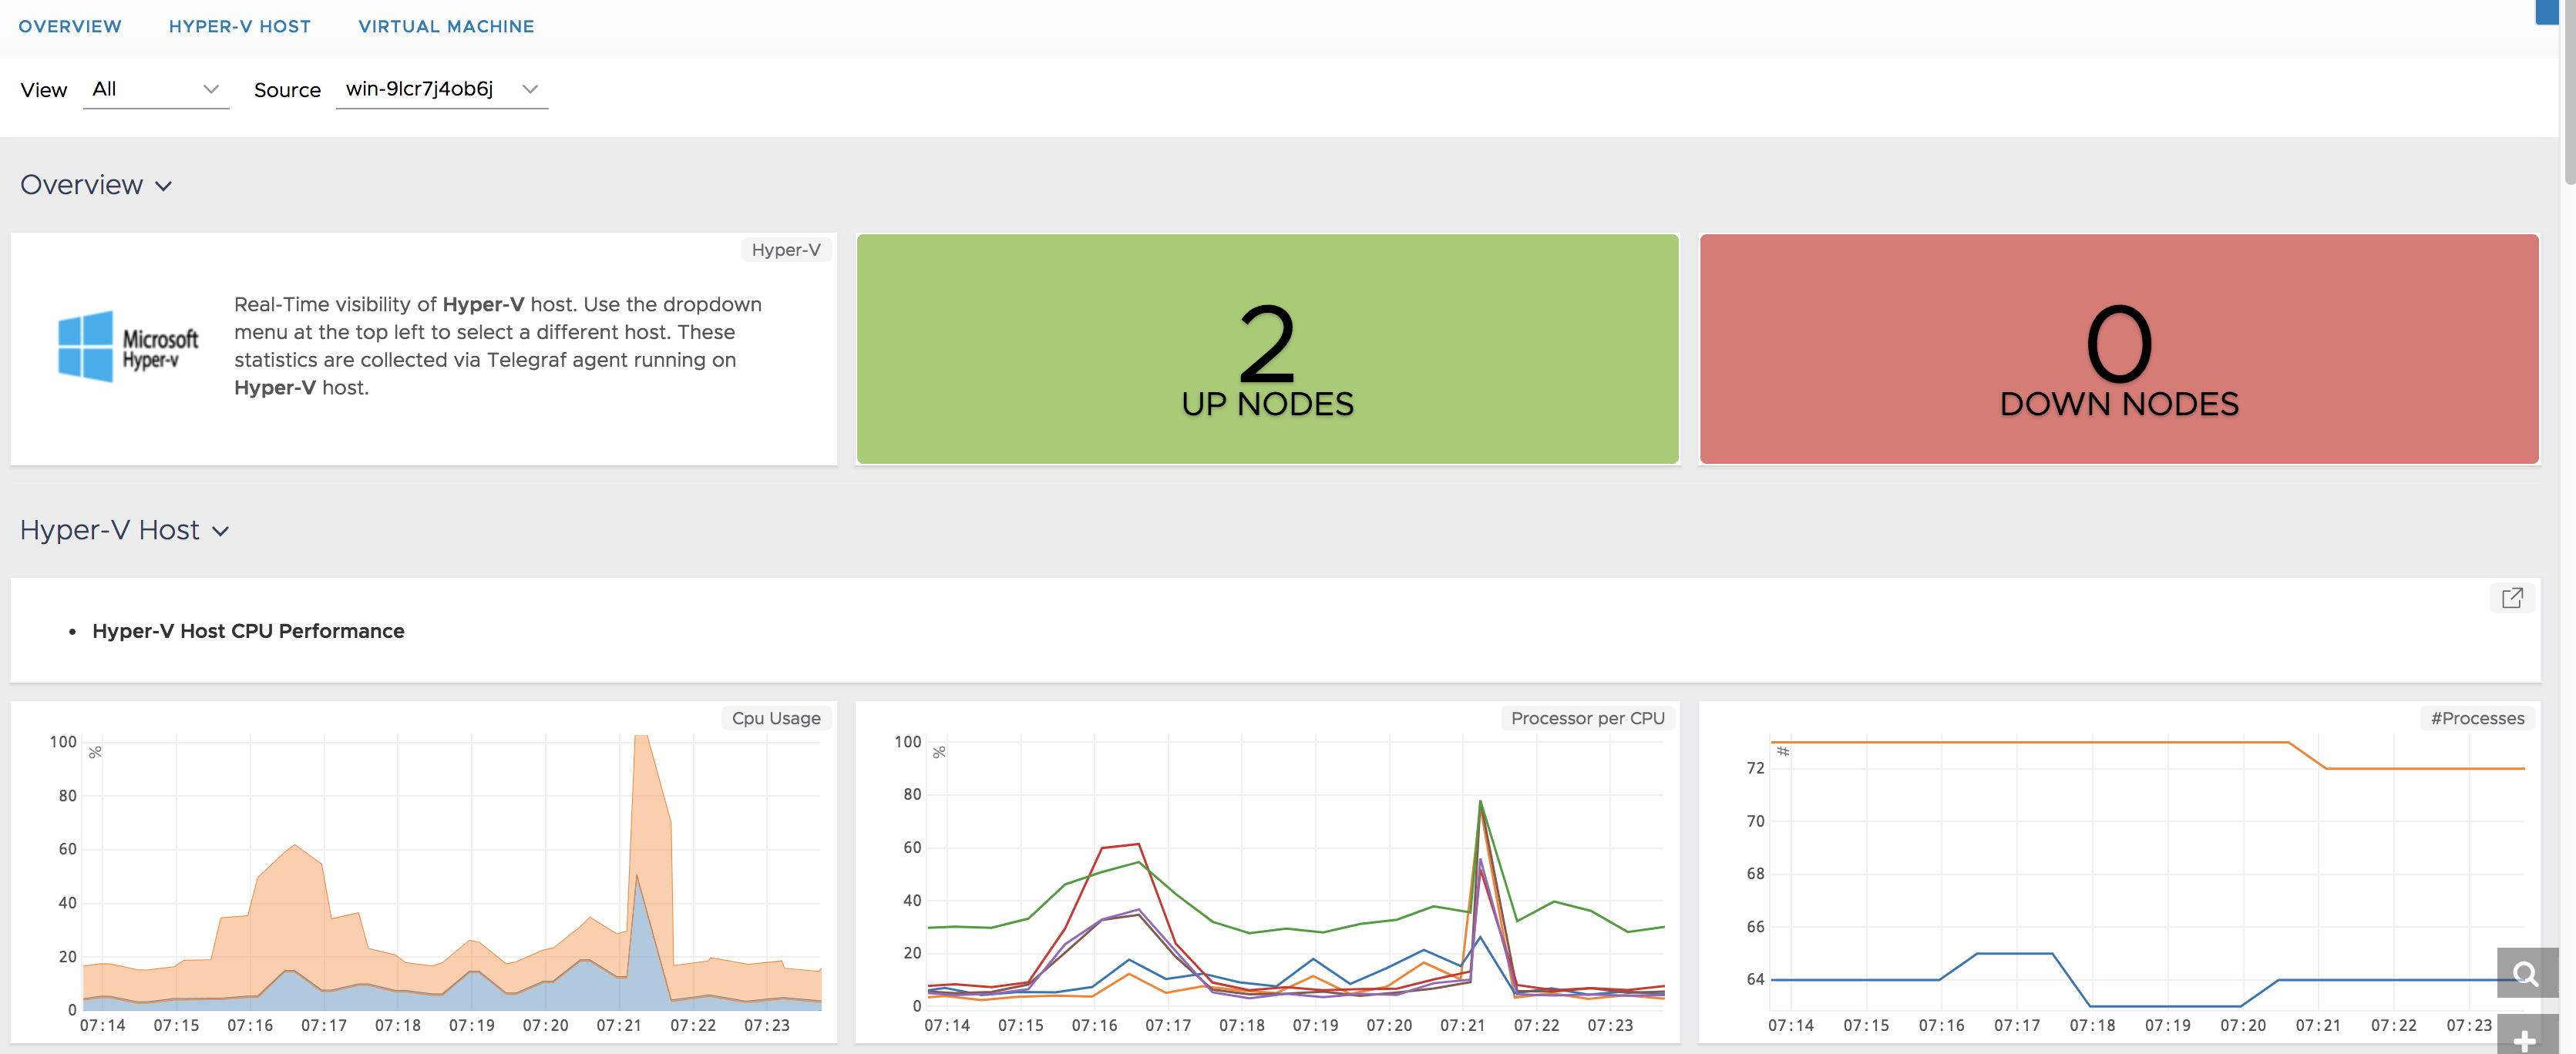 OVERVIEW HYPER-V HOST VIRTUAL MACHINE
View All Source win-9lcr7j4ob6j
Overview
Hyper-V
Microsoft
Hyper-v
Real-Time visibility of Hyper-V host. Use the dropdown
menu at the top left to select a different host. These
statistics are collected via Telegraf agent running on
Hyper-V host.
2
UP NODES
0
DOWN NODES
Hyper-V Host
• Hyper-V Host CPU Performance
Cpu Usage
%
100
80
60
40
20
0
07:14 07:15 07:16 07:17 07:18 07:19 07:20 07:21 07:22 07:23
Processor per CPU
%
100
80
60
40
20
0
07:14 07:15 07:16 07:17 07:18 07:19 07:20 07:21 07:22 07:23
#Processes
#
72
70
68
66
64
07:14 07:15 07:16 07:17 07:18 07:19 07:20 07:21 07:22 07:23